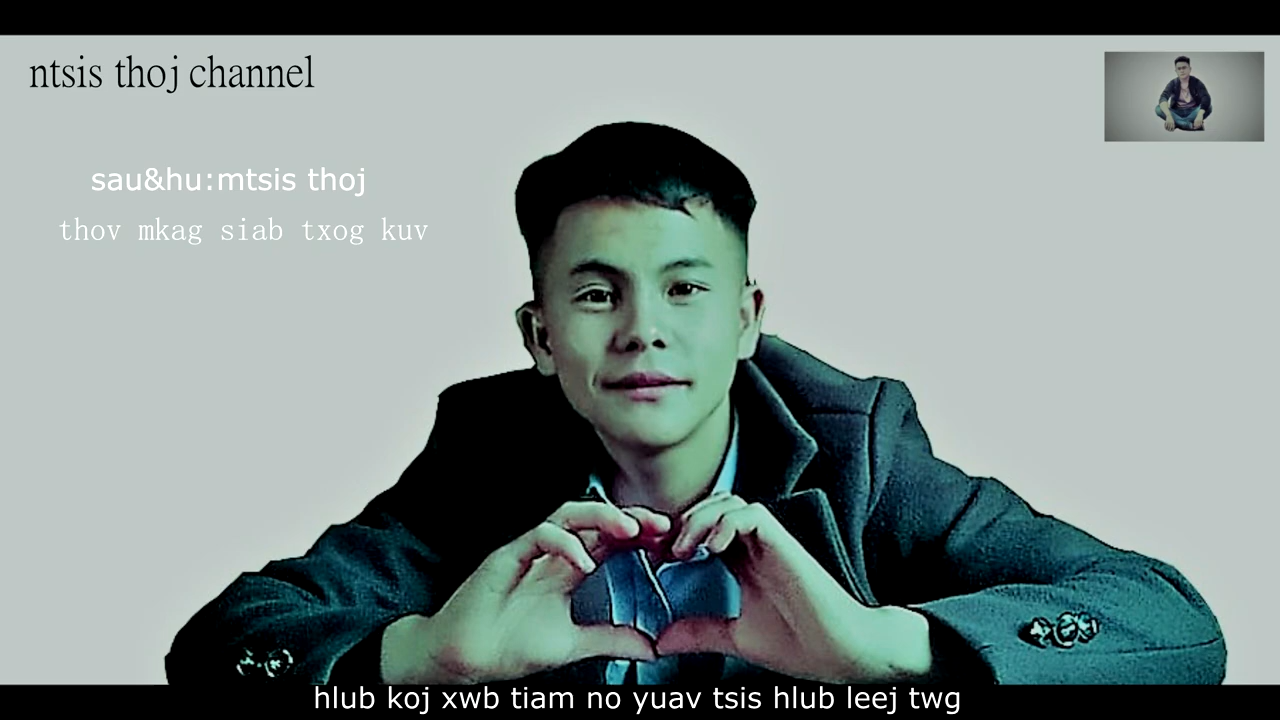 ntsis thoj channel
sau&hu:mtsis thoj
thov mkag siab txog kuv
hlub koj xwb tiam no yuav tsis hlub leej twg